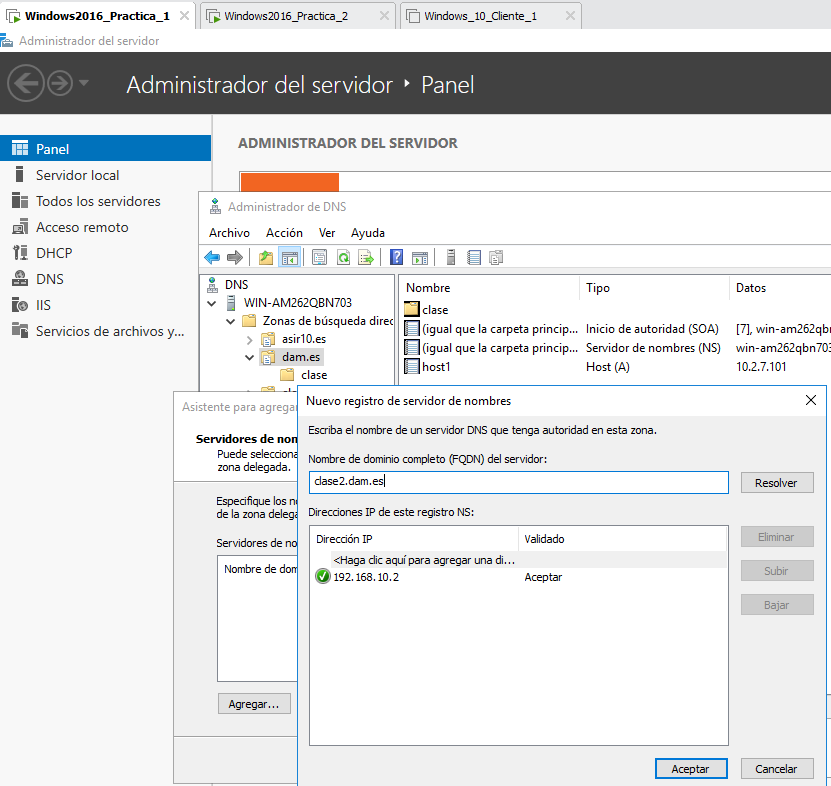 Windows2016_Practica_1
Windows2016_Practica_2
Windows_10_Cliente_1
Administrador del servidor
Administrador del servidor ‣ Panel
Panel
Servidor local
Todos los servidores
Acceso remoto
DHCP
DNS
IIS
Servicios de archivos y...
ADMINISTRADOR DEL SERVIDOR
Administrador de DNS
Archivo Acción Ver Ayuda
DNS
WIN-AM262QBN703
Zonas de búsqueda direc
asir10.es
dam.es
clase
Nombre Tipo Datos
clase
(igual que la carpeta princip... Inicio de autoridad (SOA) [7], win-am262qbn
(igual que la carpeta princip... Servidor de nombres (NS) win-am262qbn703
host1 Host (A) 10.2.7.101
Asistente para agregar
Servidores de nom
Puede selecciona
zona delegada.
Especifique los no
de la zona delega
Servidores de no
Nombre de dom
Agregar...
Nuevo registro de servidor de nombres
Escriba el nombre de un servidor DNS que tenga autoridad en esta zona.
Nombre de dominio completo (FQDN) del servidor:
clase2.dam.es
Resolver
Direcciones IP de este registro NS:
Dirección IP Validado
<Haga clic aquí para agregar una di...
192.168.10.2 Aceptar
Eliminar
Subir
Bajar
Aceptar
Cancelar